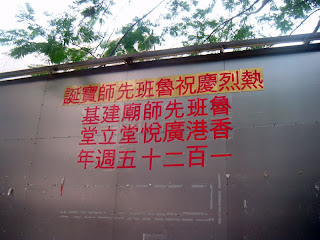 熱烈慶祝魯班先師寶誕
魯班先師廟建基
香港廣悅堂立堂
一百二十五週年